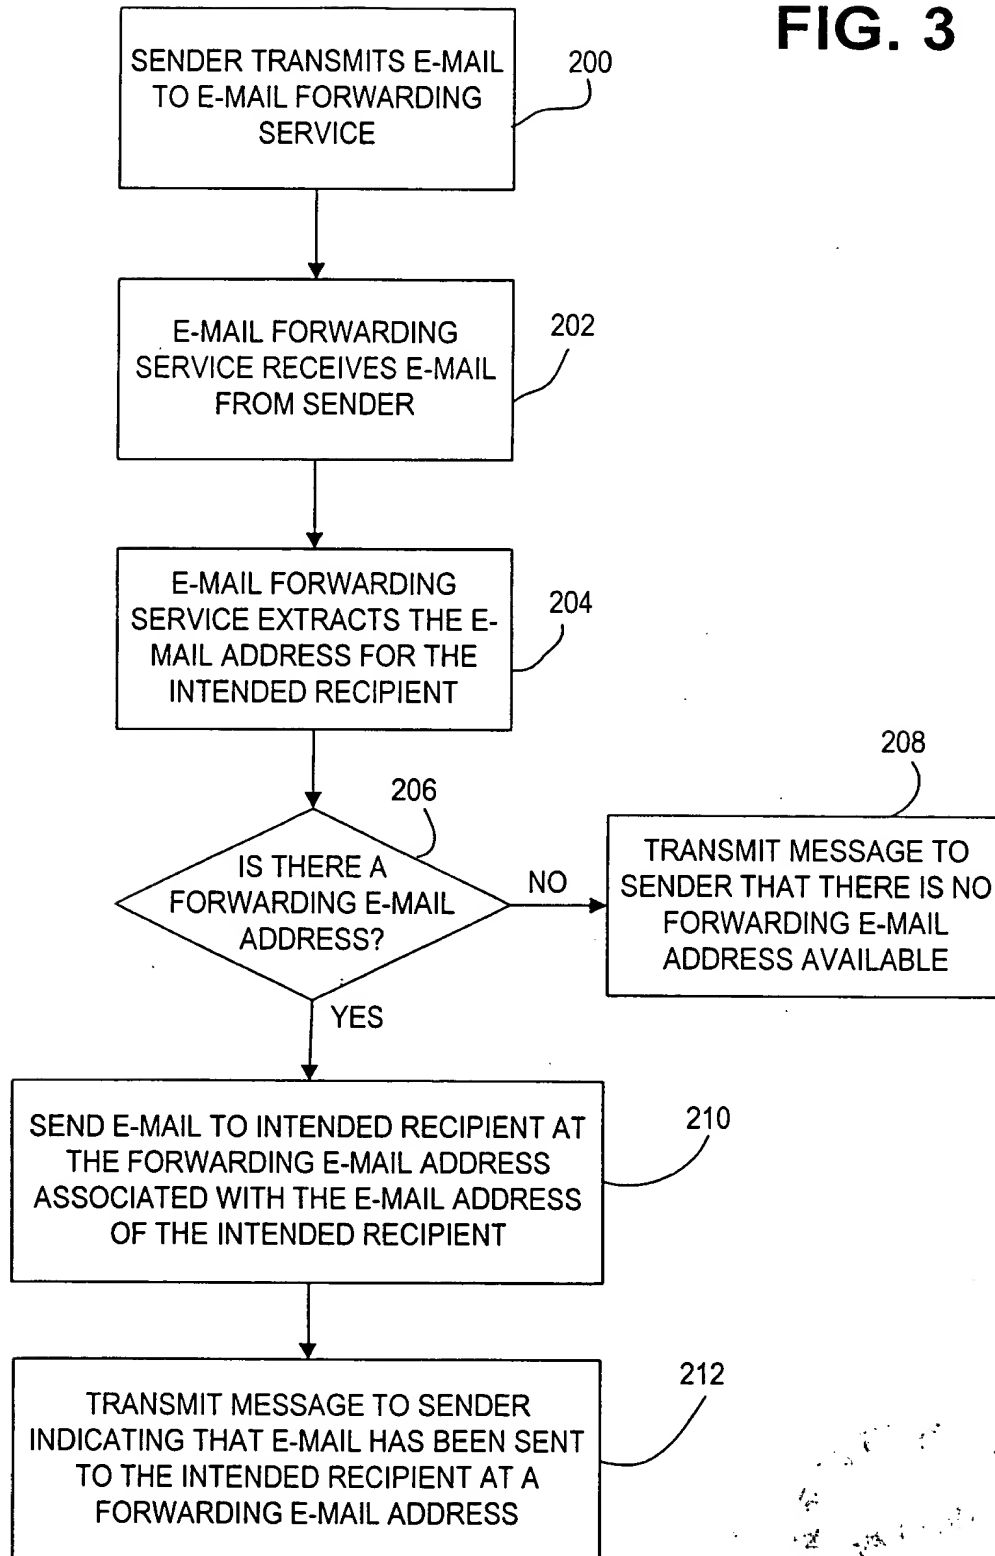 FIG. 3
SENDER TRANSMITS E-MAIL
TO E-MAIL FORWARDING
SERVICE
200
E-MAIL FORWARDING
SERVICE RECEIVES E-MAIL
FROM SENDER
202
E-MAIL FORWARDING
SERVICE EXTRACTS THE E-
MAIL ADDRESS FOR THE
INTENDED RECIPIENT
204
206
IS THERE A
FORWARDING E-MAIL
ADDRESS?
NO
208
TRANSMIT MESSAGE TO
SENDER THAT THERE IS NO
FORWARDING E-MAIL
ADDRESS AVAILABLE
YES
SEND E-MAIL TO INTENDED RECIPIENT AT
THE FORWARDING E-MAIL ADDRESS
ASSOCIATED WITH THE E-MAIL ADDRESS
OF THE INTENDED RECIPIENT
210
TRANSMIT MESSAGE TO SENDER
INDICATING THAT E-MAIL HAS BEEN SENT
TO THE INTENDED RECIPIENT AT A
FORWARDING E-MAIL ADDRESS
212